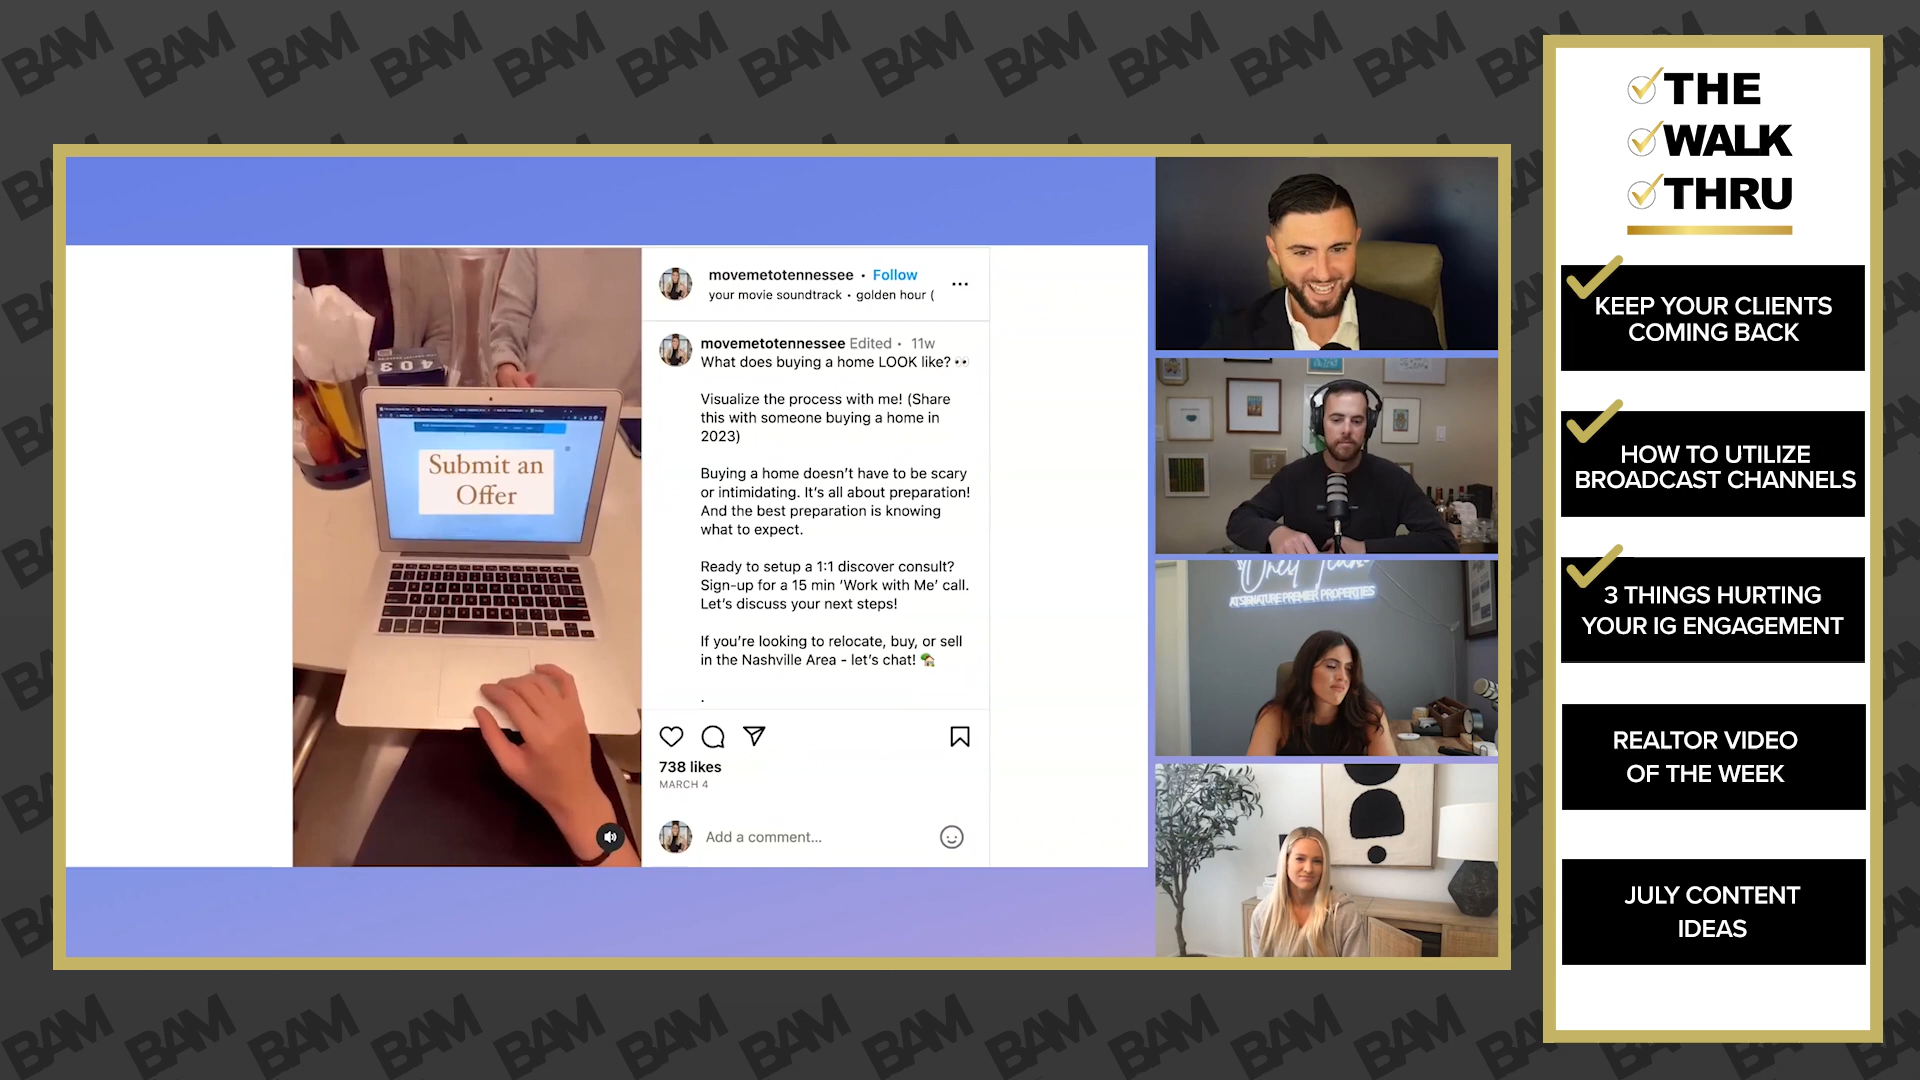 BAM
movemetotennessee • Follow
your movie soundtrack • golden hour (
movemetotennessee Edited • 11w
What does buying a home LOOK like? 👀
Visualize the process with me! (Share
this with someone buying a home in
2023)
Buying a home doesn't have to be scary
or intimidating. It's all about preparation!
And the best preparation is knowing
what to expect.
Ready to setup a 1:1 discover consult?
Sign-up for a 15 min 'Work with Me' call.
Let's discuss your next steps!
If you're looking to relocate, buy, or sell
in the Nashville Area - let's chat! 🏡
.
738 likes
MARCH 4
Add a comment...
403
Submit an
Offer
AT SIGNATURE PREMIER PROPERTIES
THE
WALK
THRU
KEEP YOUR CLIENTS
COMING BACK
HOW TO UTILIZE
BROADCAST CHANNELS
3 THINGS HURTING
YOUR IG ENGAGEMENT
REALTOR VIDEO
OF THE WEEK
JULY CONTENT
IDEAS